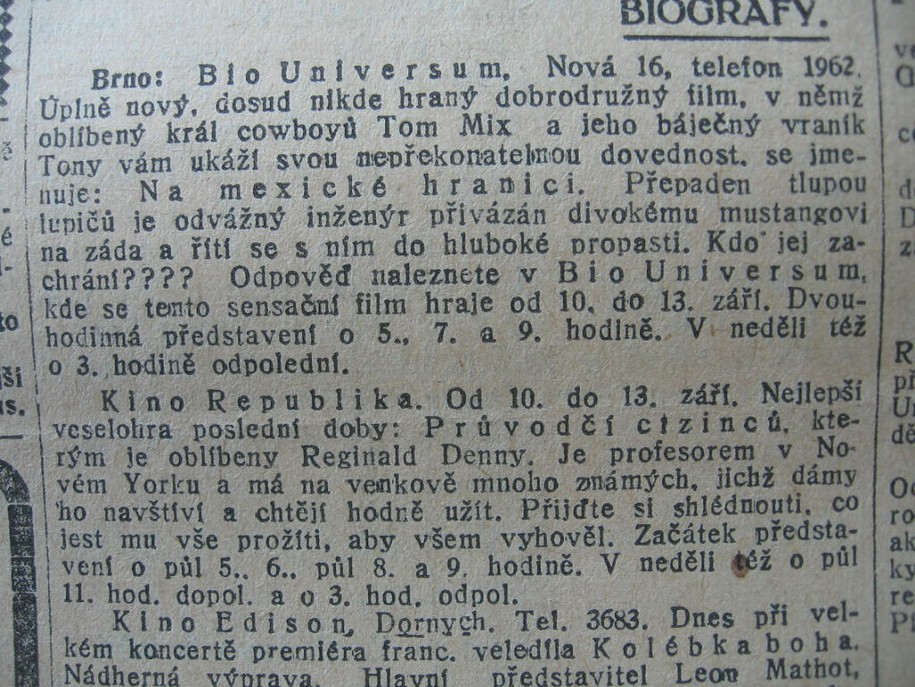 BIOGRAFY.
Brno: Bio Universum, Nová 16, telefon 1962.
Úplně nový, dosud nikde hraný dobrodružný film, v němž
oblíbený král cowboyů Tom Mix a jeho báječný vraník
Tony vám ukáží svou nepřekonatelnou dovednost, se jme-
nuje: Na mexické hranici. Přepaden tlupou
lupičů je odvážný inženýr přivázán divokému mustangovi
na záda a řítí se s ním do hluboké propasti. Kdo jej za-
chrání???? Odpověď naleznete v Bio Universum,
kde se tento sensační film hraje od 10. do 13. září. Dvou-
hodinná představení o 5., 7. a 9. hodině. V neděli též
o 3. hodině odpolední.
Kino Republika. Od 10. do 13. září. Nejlepší
veselohra poslední doby: Průvodčí cizinců, kte-
rým je oblíbeny Reginald Denny. Je profesorem v No-
vém Yorku a má na venkově mnoho známých, jichž dámy
ho navštíví a chtějí hodně užít. Přijďte si shlédnouti, co
jest mu vše prožíti, aby všem vyhověl. Začátek předsta-
vení o půl 5., 6., půl 8. a 9. hodině. V neděli též o půl
11. hod. dopol. a o 3. hod. odpol.
Kino Edison, Dornych. Tel. 3683. Dnes při vel-
kém koncertě premiéra franc. veledíla Kolébka boha.
Nádherná výprava. Hlavní představitel Leon Mathot,